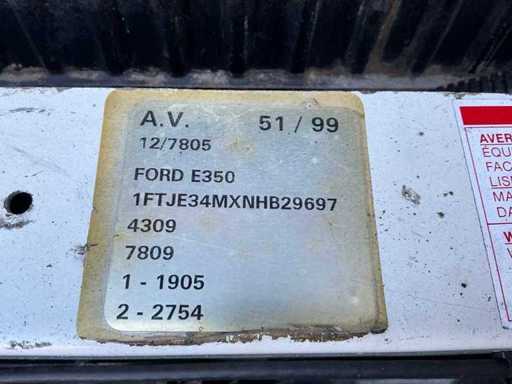 A.V. 51 / 99
12/7805
FORD E350
1FTJE34MXNHB29697
4309
7809
1 - 1905
2 - 2754
AVER
ÉQU
FAC
LIS
MA
DA
W